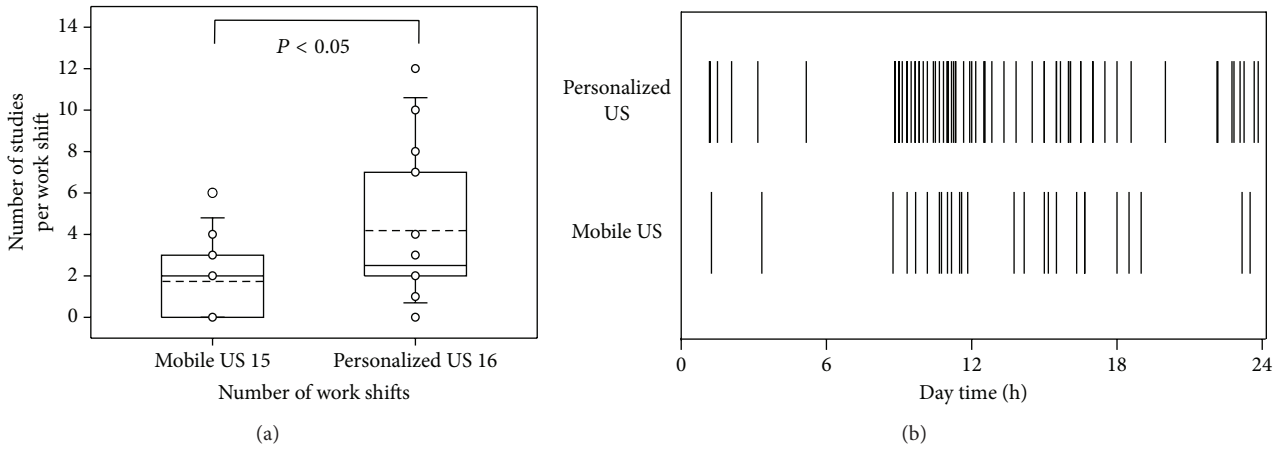 14
12
10
8
6
4
2
0
Number of studies
per work shift
P < 0.05
Mobile US 15
Personalized US 16
Number of work shifts
(a)
Personalized
US
Mobile US
0
6
12
18
24
Day time (h)
(b)